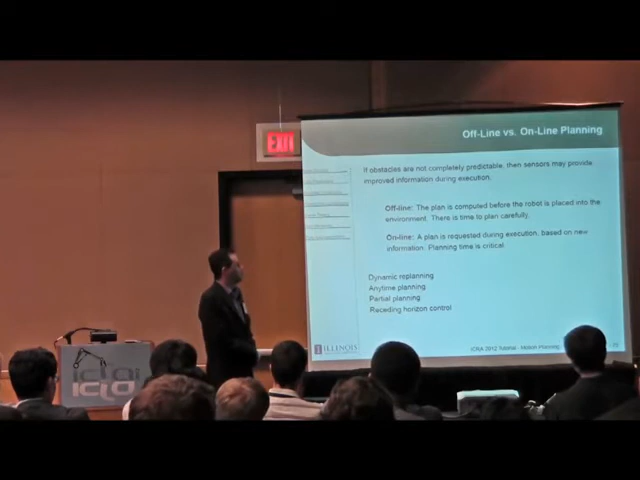 EXIT
Off-Line vs. On-Line Planning
If obstacles are not completely predictable, then sensors may provide
improved information during execution.
Off-line: The plan is computed before the robot is placed into the
environment. There is time to plan carefully.
On-line: A plan is requested during execution, based on new
information. Planning time is critical.
Dynamic replanning
Anytime planning
Partial planning
Receding horizon control
ILLINOIS
ICRA 2012 Tutorial - Motion Planning
icra